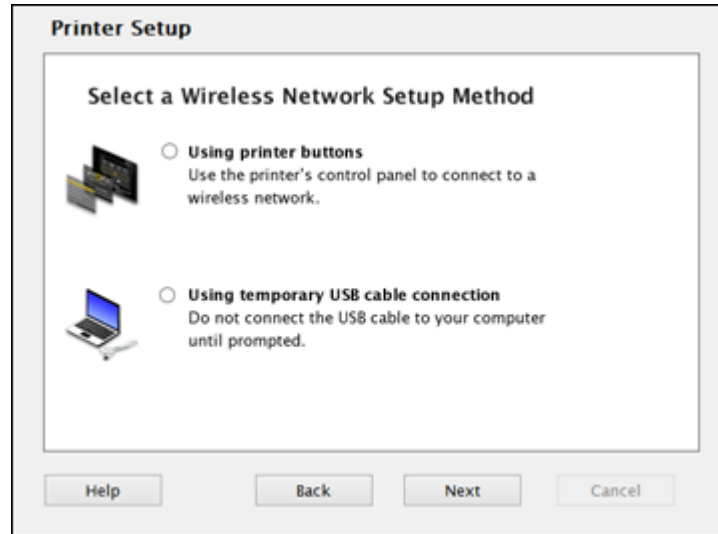 Printer Setup
Select a Wireless Network Setup Method
Using printer buttons
Use the printer's control panel to connect to a
wireless network.
Using temporary USB cable connection
Do not connect the USB cable to your computer
until prompted.
Help
Back
Next
Cancel